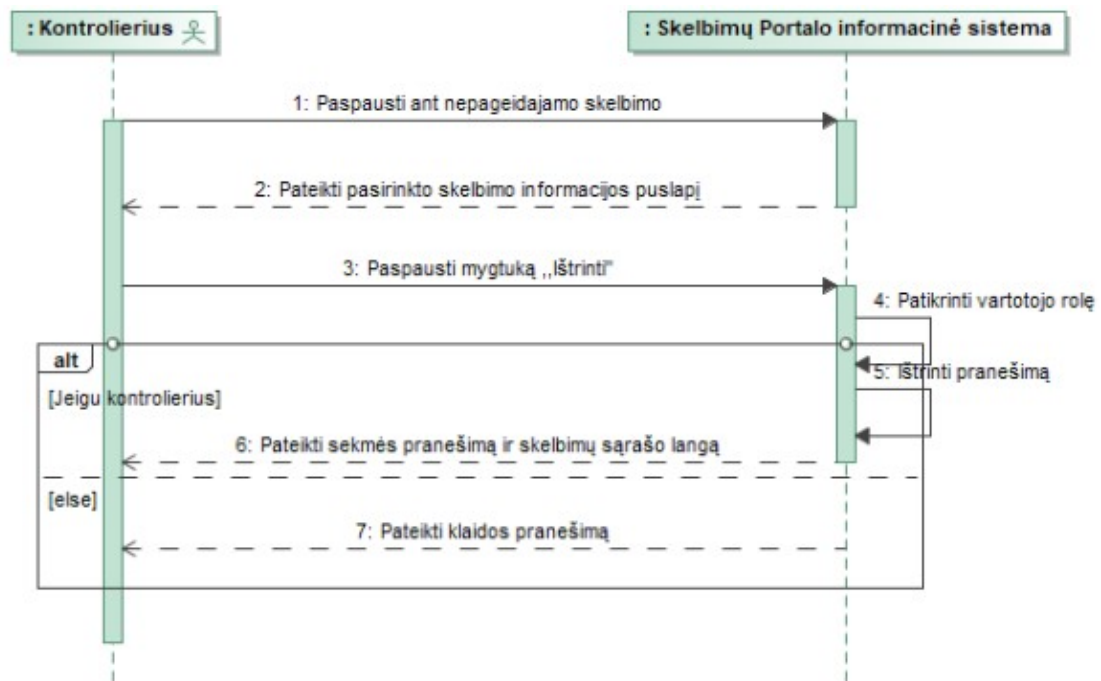 : Kontrolierius
: Skelbimų Portalo informacinė sistema
1: Paspausti ant nepageidajamo skelbimo
2: Pateikti pasirinkto skelbimo informacijos puslapį
3: Paspausti mygtuką ,,Ištrinti"
4: Patikrinti vartotojo rolę
alt
5: Ištrinti pranešimą
[Jeigu kontrolierius]
6: Pateikti sekmės pranešimą ir skelbimų sąrašo langą
[else]
7: Pateikti klaidos pranešimą